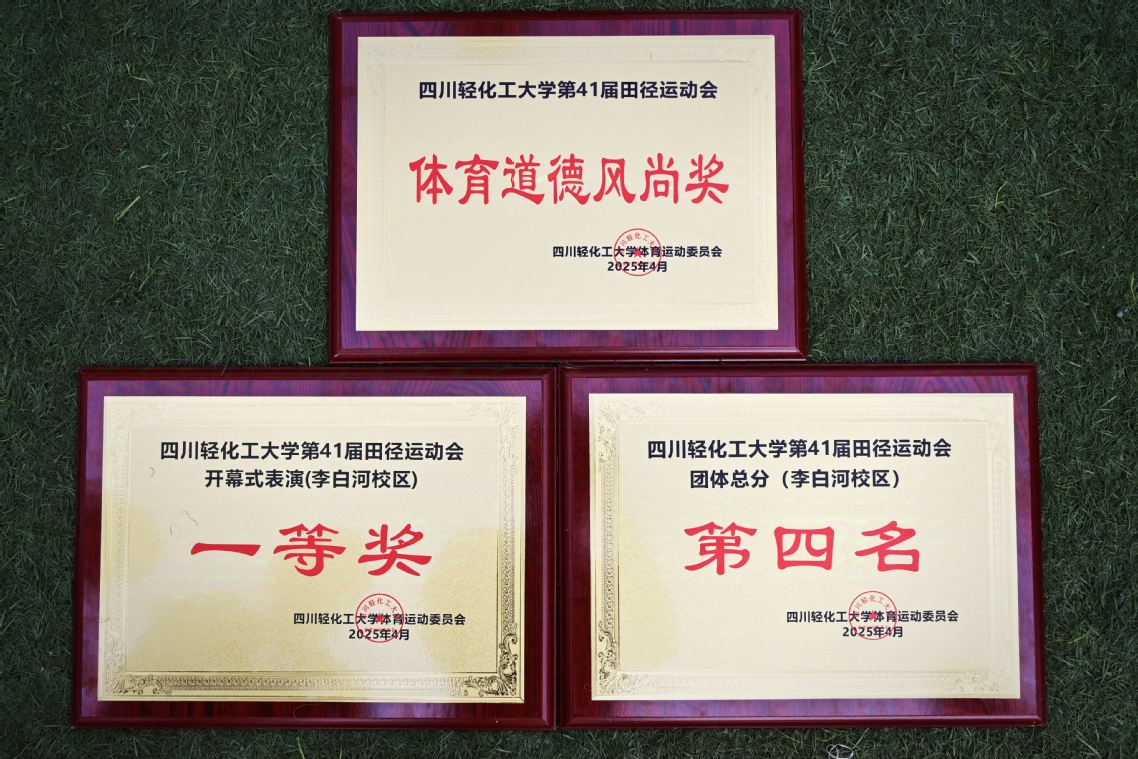 四川轻化工大学第41届田径运动会
体育道德风尚奖
四川轻化工大学体育运动委员会
2025年4月
四川轻化工大学第41届田径运动会
开幕式表演(李白河校区)
一等奖
四川轻化工大学体育运动委员会
2025年4月
四川轻化工大学第41届田径运动会
团体总分（李白河校区）
第四名
四川轻化工大学体育运动委员会
2025年4月